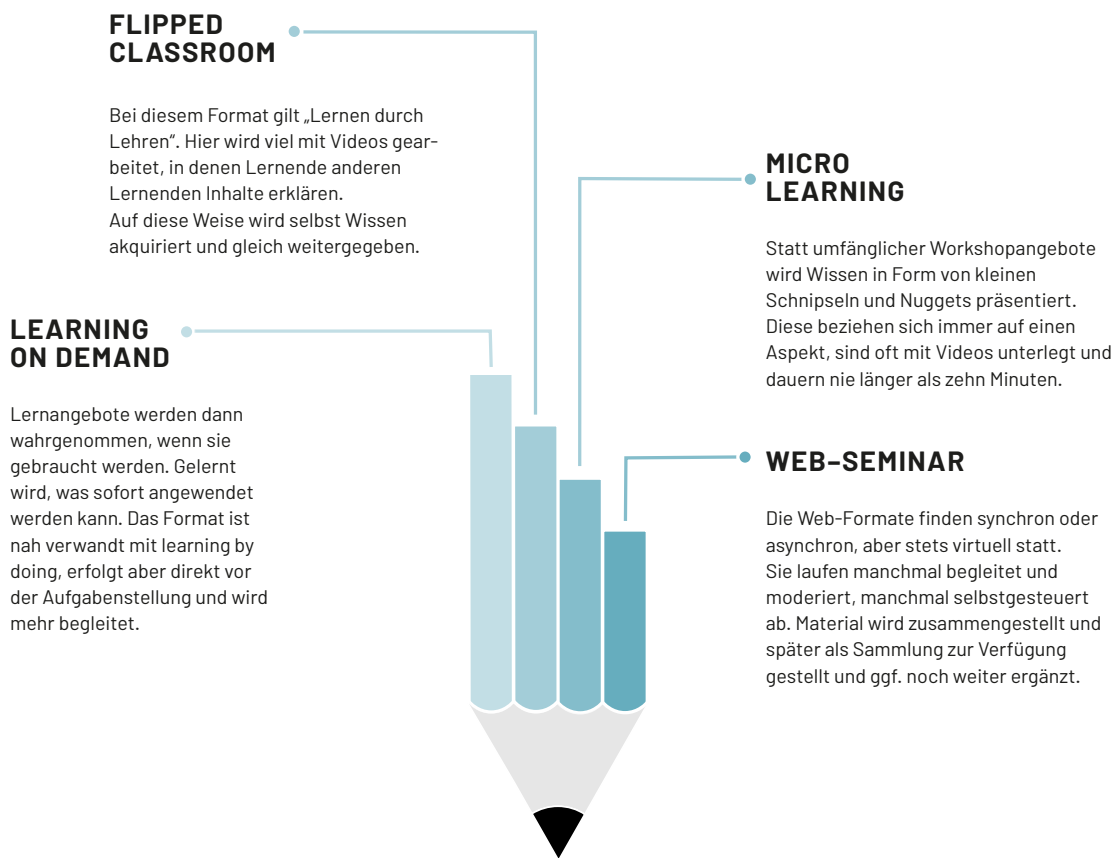 FLIPPED
CLASSROOM
Bei diesem Format gilt „Lernen durch
Lehren“. Hier wird viel mit Videos gear-
beitet, in denen Lernende anderen
Lernenden Inhalte erklären.
Auf diese Weise wird selbst Wissen
akquiriert und gleich weitergegeben.
LEARNING
ON DEMAND
Lernangebote werden dann
wahrgenommen, wenn sie
gebraucht werden. Gelernt
wird, was sofort angewendet
werden kann. Das Format ist
nah verwandt mit learning by
doing, erfolgt aber direkt vor
der Aufgabenstellung und wird
mehr begleitet.
MICRO
LEARNING
Statt umfänglicher Workshopangebote
wird Wissen in Form von kleinen
Schnipseln und Nuggets präsentiert.
Diese beziehen sich immer auf einen
Aspekt, sind oft mit Videos unterlegt und
dauern nie länger als zehn Minuten.
WEB-SEMINAR
Die Web-Formate finden synchron oder
asynchron, aber stets virtuell statt.
Sie laufen manchmal begleitet und
moderiert, manchmal selbstgesteuert
ab. Material wird zusammengestellt und
später als Sammlung zur Verfügung
gestellt und ggf. noch weiter ergänzt.